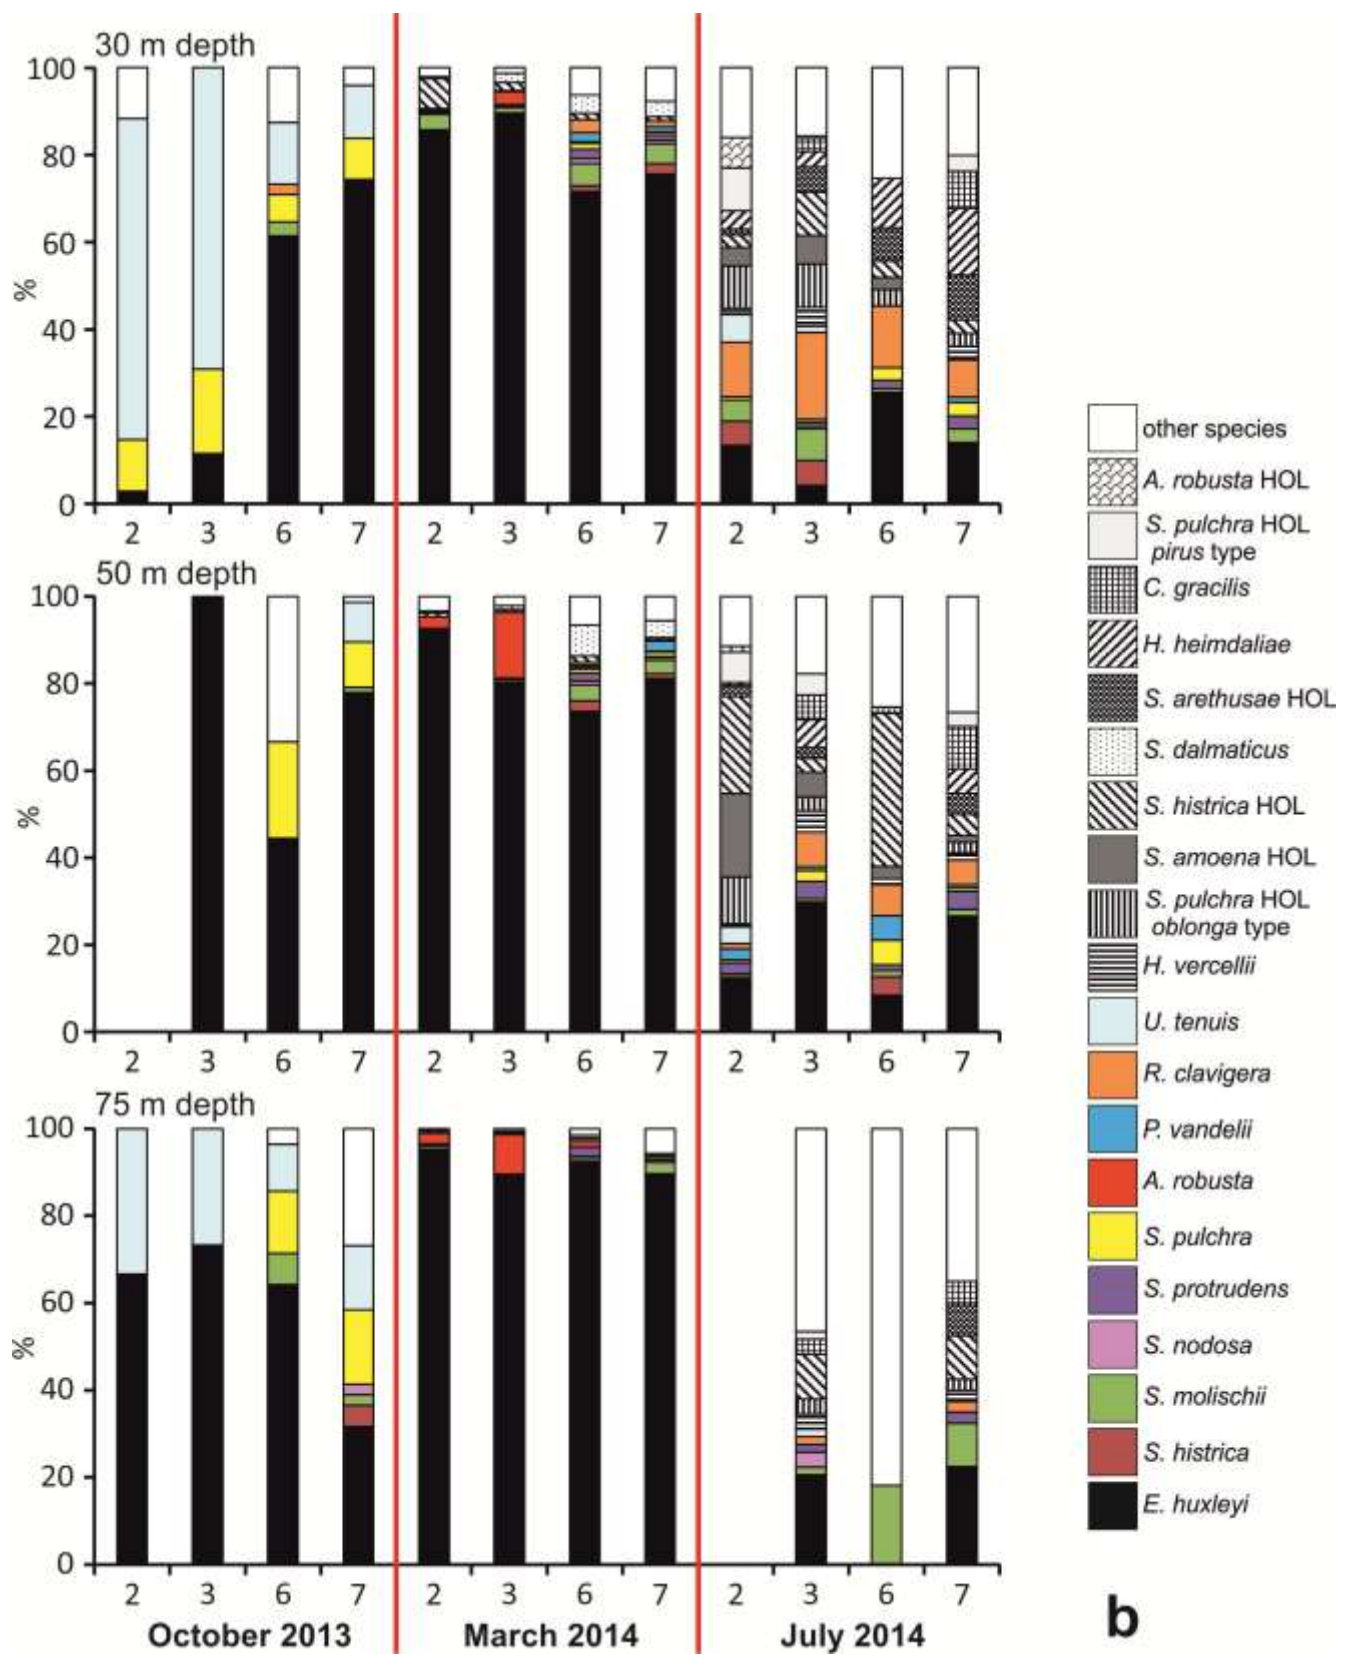 30 m depth
100
80
60
40
20
0
%
2 3 6 7 2 3 6 7 2 3 6 7
50 m depth
100
80
60
40
20
0
%
2 3 6 7 2 3 6 7 2 3 6 7
75 m depth
100
80
60
40
20
0
%
2 3 6 7 2 3 6 7 2 3 6 7
October 2013 March 2014 July 2014
other species
A. robusta HOL
S. pulchra HOL
pirus type
C. gracilis
H. heimdaliae
S. arethusae HOL
S. dalmaticus
S. histrica HOL
S. amoena HOL
S. pulchra HOL
oblonga type
H. vercellii
U. tenuis
R. clavigera
P. vandelii
A. robusta
S. pulchra
S. protrudens
S. nodosa
S. molischii
S. histrica
E. huxleyi
b